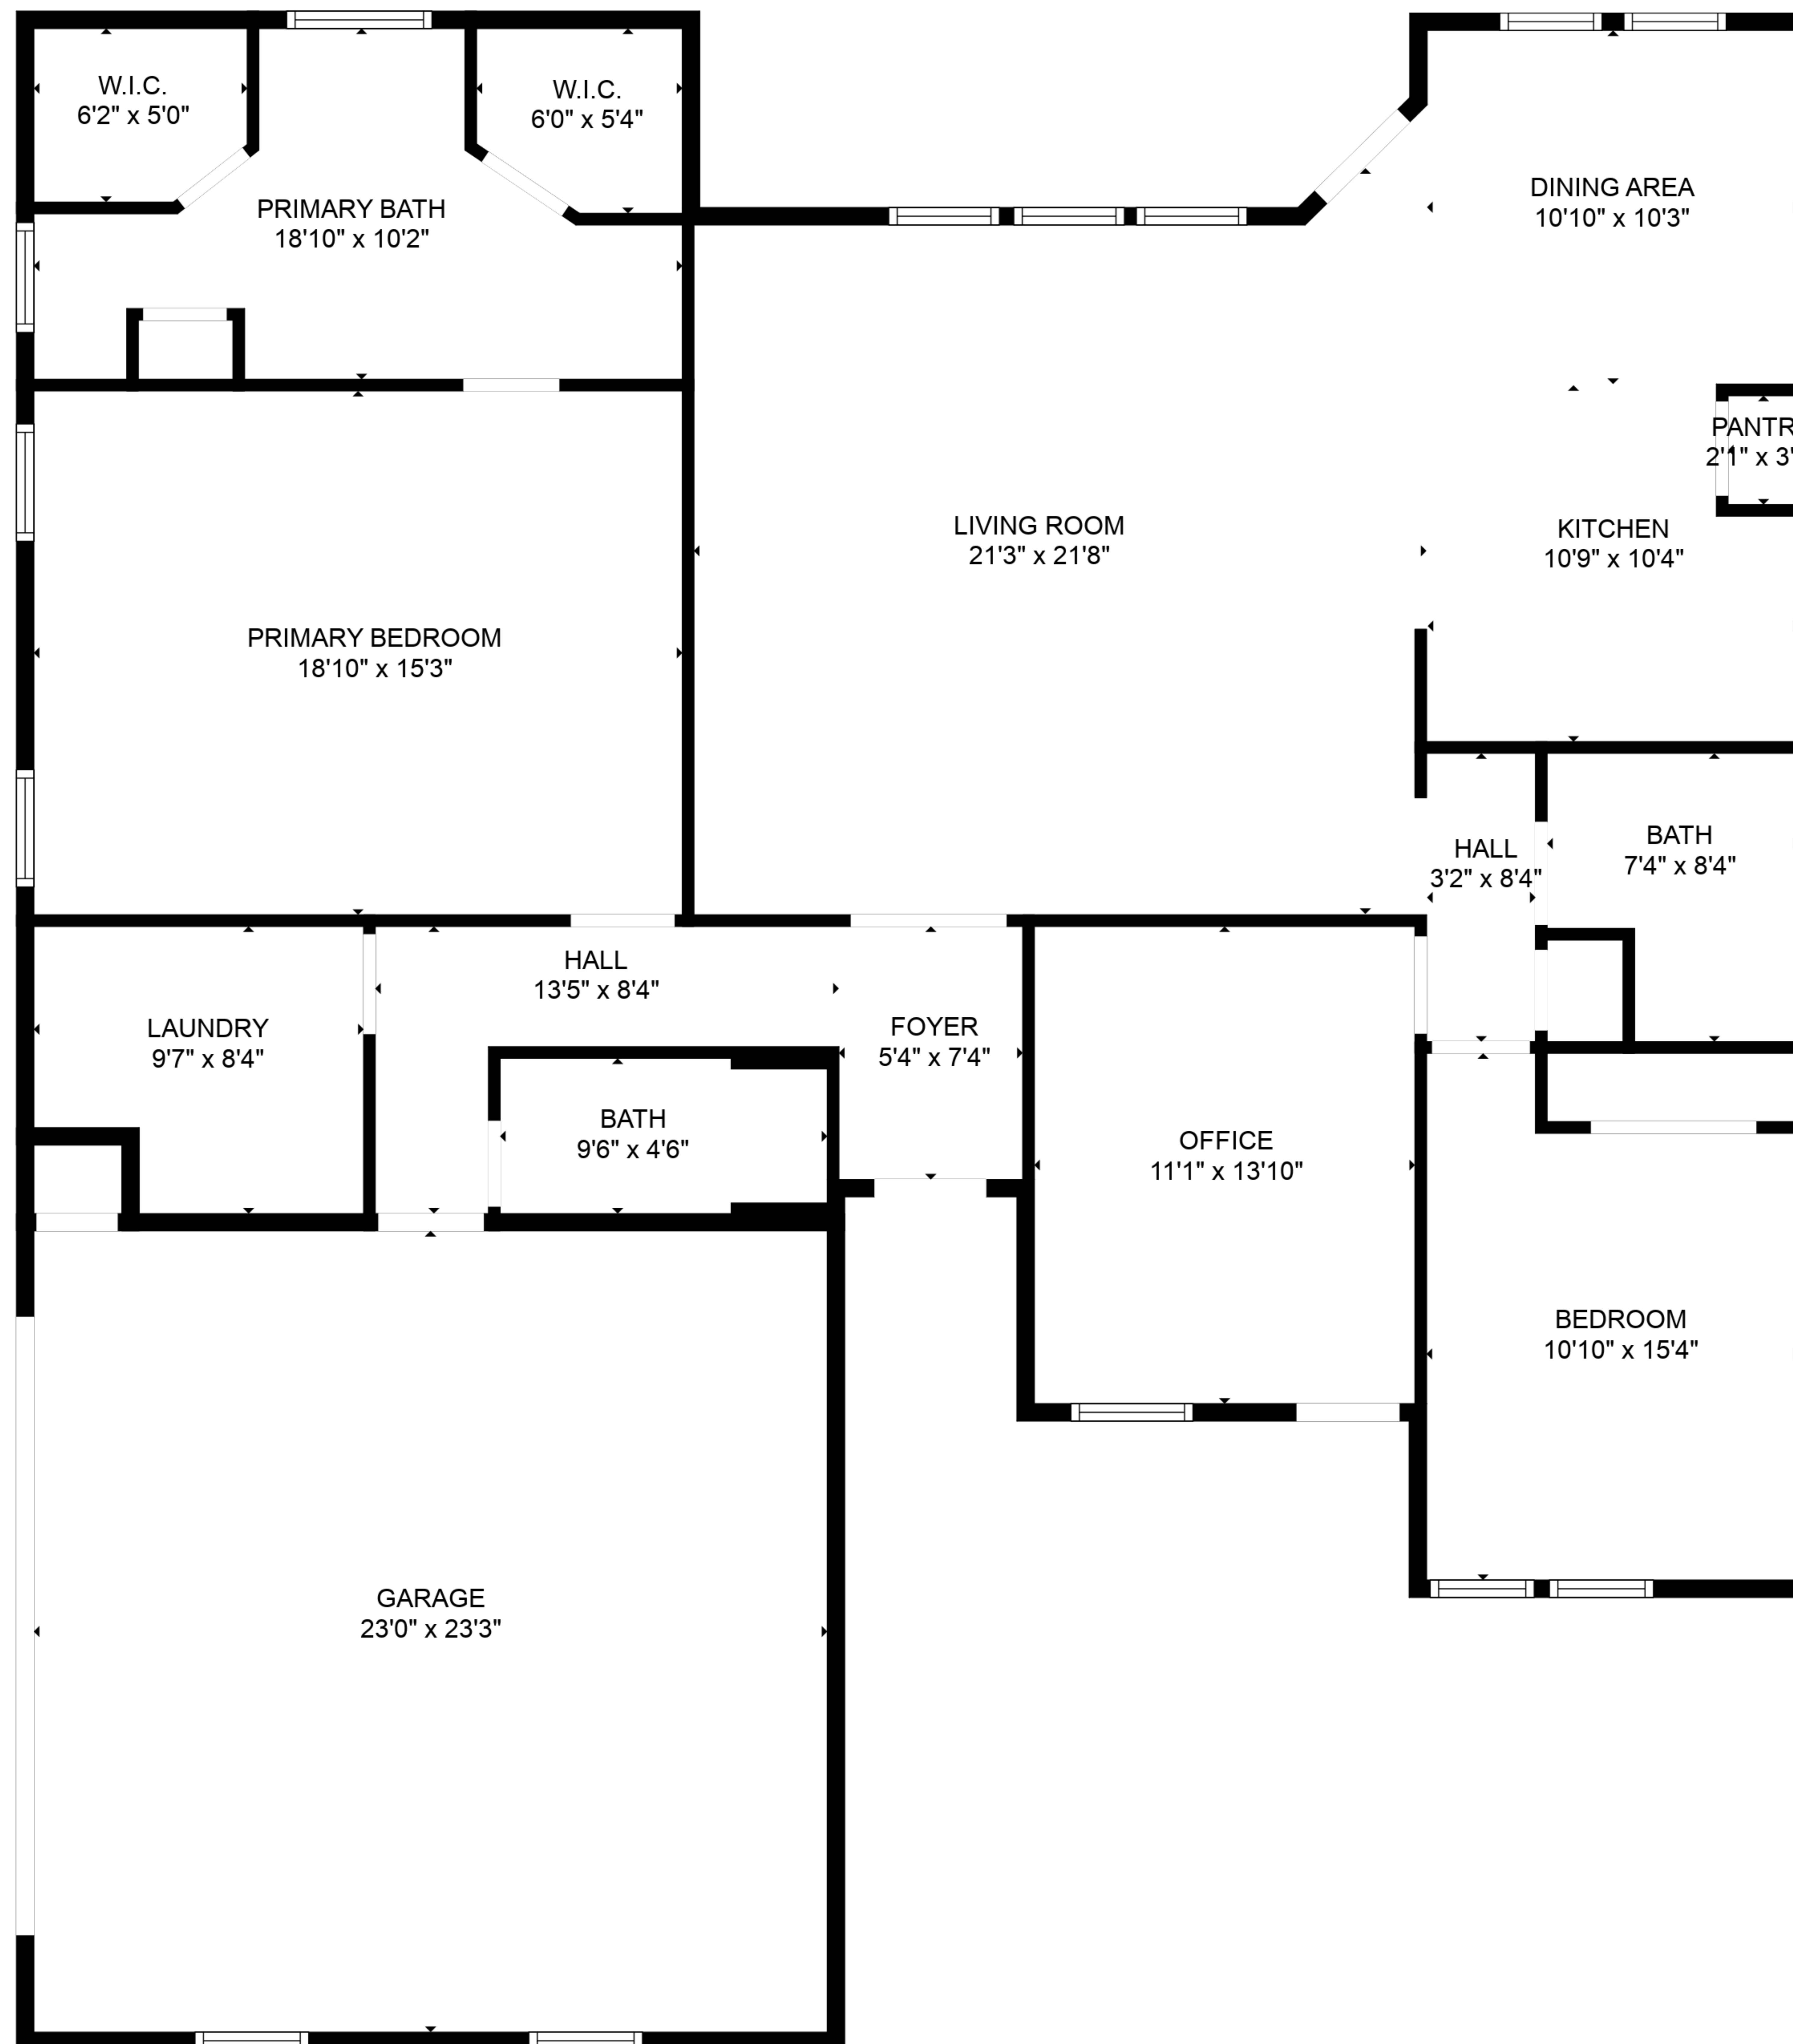 W.I.C.
6'2" x 5'0"
W.I.C.
6'0" x 5'4"
PRIMARY BATH
18'10" x 10'2"
DINING AREA
10'10" x 10'3"
PANTR
2'1" x 3'
LIVING ROOM
21'3" x 21'8"
KITCHEN
10'9" x 10'4"
PRIMARY BEDROOM
18'10" x 15'3"
HALL
3'2" x 8'4"
BATH
7'4" x 8'4"
HALL
13'5" x 8'4"
LAUNDRY
9'7" x 8'4"
FOYER
5'4" x 7'4"
BATH
9'6" x 4'6"
OFFICE
11'1" x 13'10"
BEDROOM
10'10" x 15'4"
GARAGE
23'0" x 23'3"